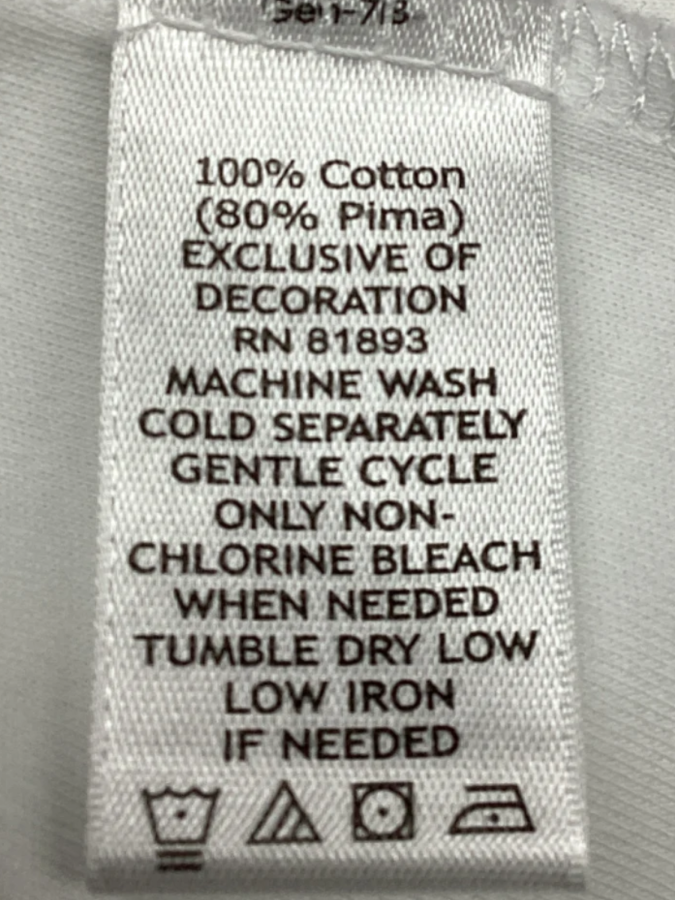 100% Cotton
(80% Pima)
EXCLUSIVE OF
DECORATION
RN 81893
MACHINE WASH
COLD SEPARATELY
GENTLE CYCLE
ONLY NON-
CHLORINE BLEACH
WHEN NEEDED
TUMBLE DRY LOW
LOW IRON
IF NEEDED